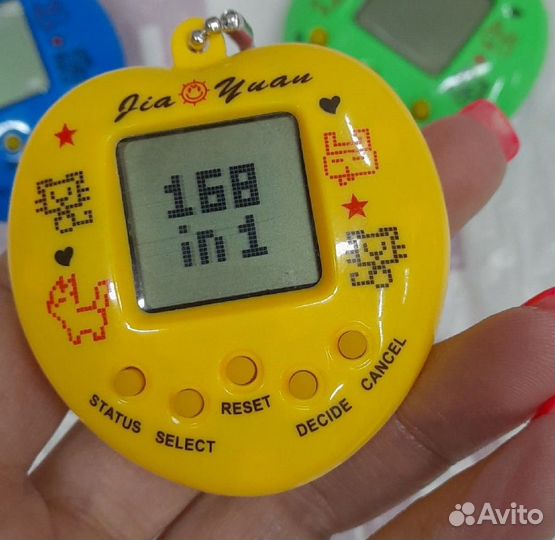 Jia Yuan
168
in 1
STATUS SELECT RESET DECIDE CANCEL
Avito